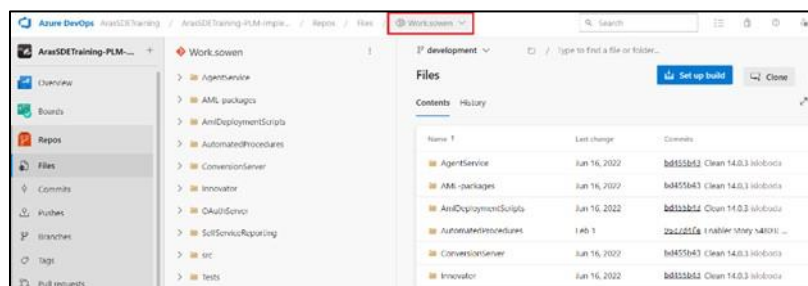 Azure DevOps ArasSDETraining / ArasSDETraining-PLM-Imple... / Repos / Files / Work.sowen
Search
ArasSDETraining-PLM-... +
Overview
Boards
Repos
Files
Commits
Pushes
Branches
Tags
Pull requests
Work.sowen
AgentService
AML-packages
AmlDeploymentScripts
AutomatedProcedures
ConversionServer
Innovator
OAuthServer
SelfServiceReporting
src
tests
development / Type to find a file or folder...
Files
Set up build
Clone
Contents History
Name ↑ Last change Commits
AgentService Jun 16, 2022 bd455b43 Clean 14.0.3
AML-packages Jun 16, 2022 bd455b43 Clean 14.0.3
AmlDeploymentScripts Jun 16, 2022 bd455b43 Clean 14.0.3
AutomatedProcedures Feb 1 Enabler Story
ConversionServer Jun 16, 2022 bd455b43 Clean 14.0.3
Innovator Jun 16, 2022 bd455b43 Clean 14.0.3